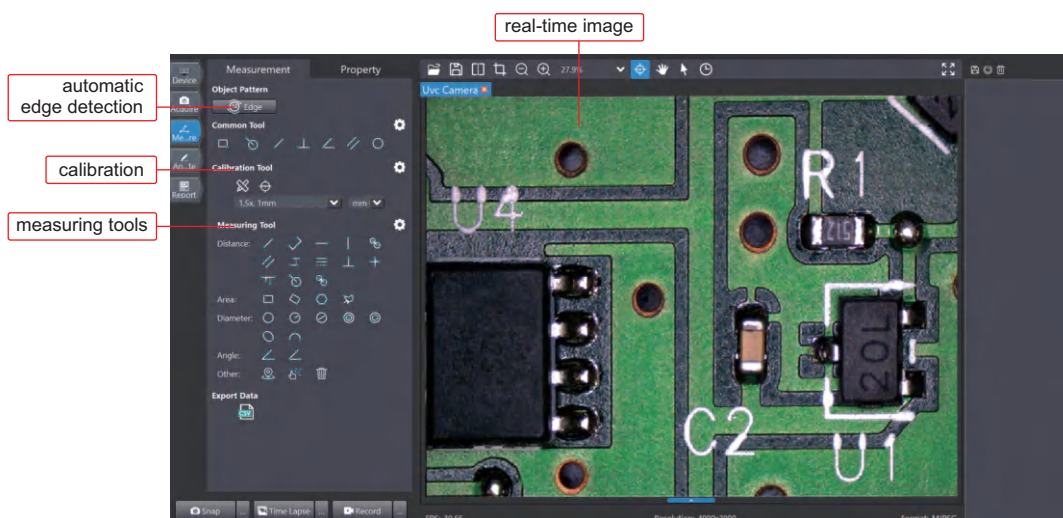 real-time image
automatic
edge detection
calibration
measuring tools
Device
Acquire
Me...re
An...te
Report
Measurement Property
Object Pattern
Edge
Common Tool
Calibration Tool
1,5x, 1mm mm
Measuring Tool
Distance:
Area:
Diameter:
Angle:
Other:
Export Data
CSV
Snap ... Time Lapse ... Record ...
27.9%
Uvc Camera
U4
R1
512
20L
C2
U1